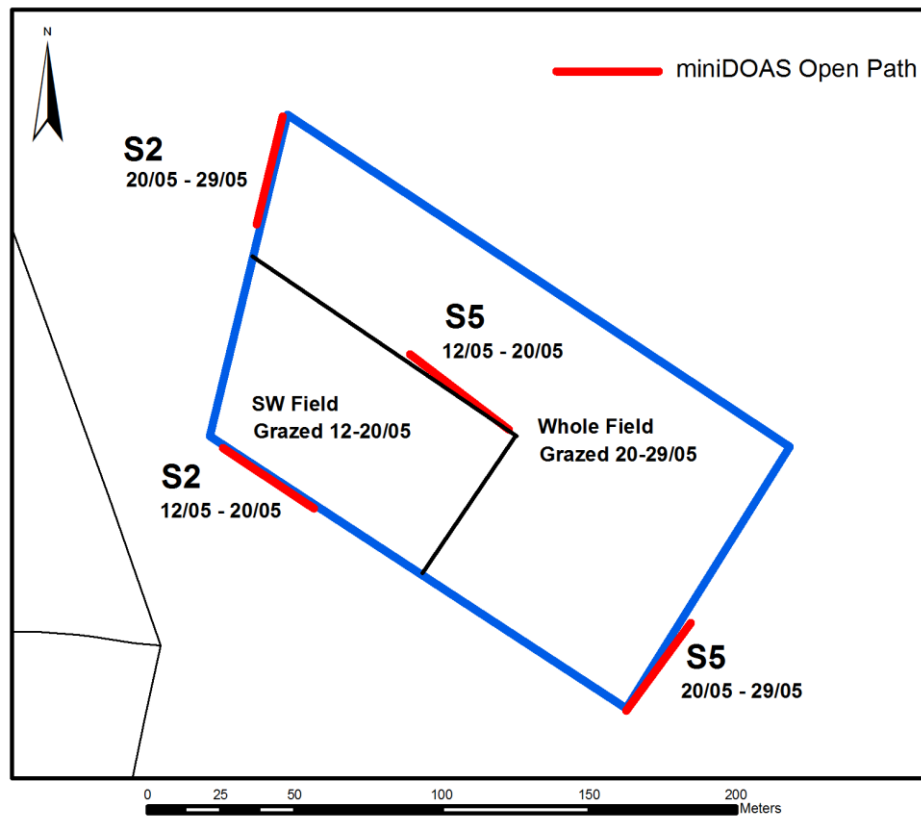 N
miniDOAS Open Path
S2
20/05 - 29/05
S5
12/05 - 20/05
SW Field
Grazed 12-20/05
Whole Field
Grazed 20-29/05
S2
12/05 - 20/05
S5
20/05 - 29/05
0 25 50 100 150 200
Meters